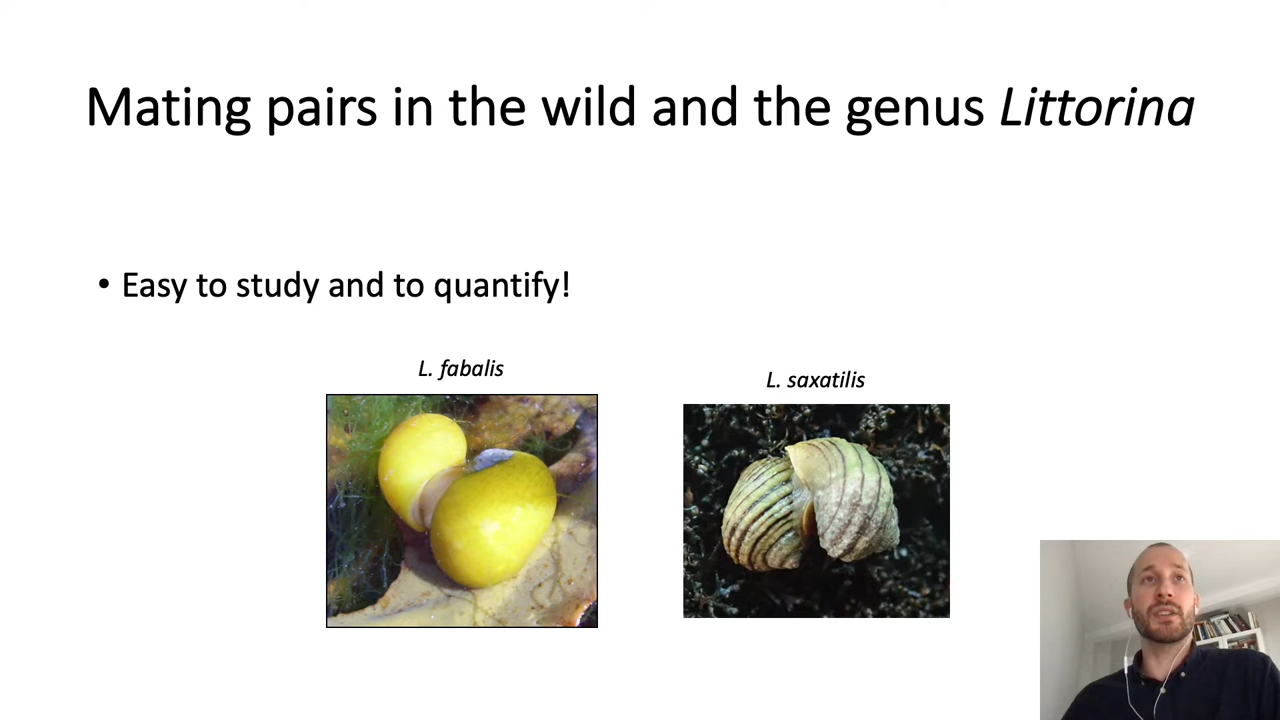 Mating pairs in the wild and the genus Littorina
• Easy to study and to quantify!
L. fabalis
L. saxatilis